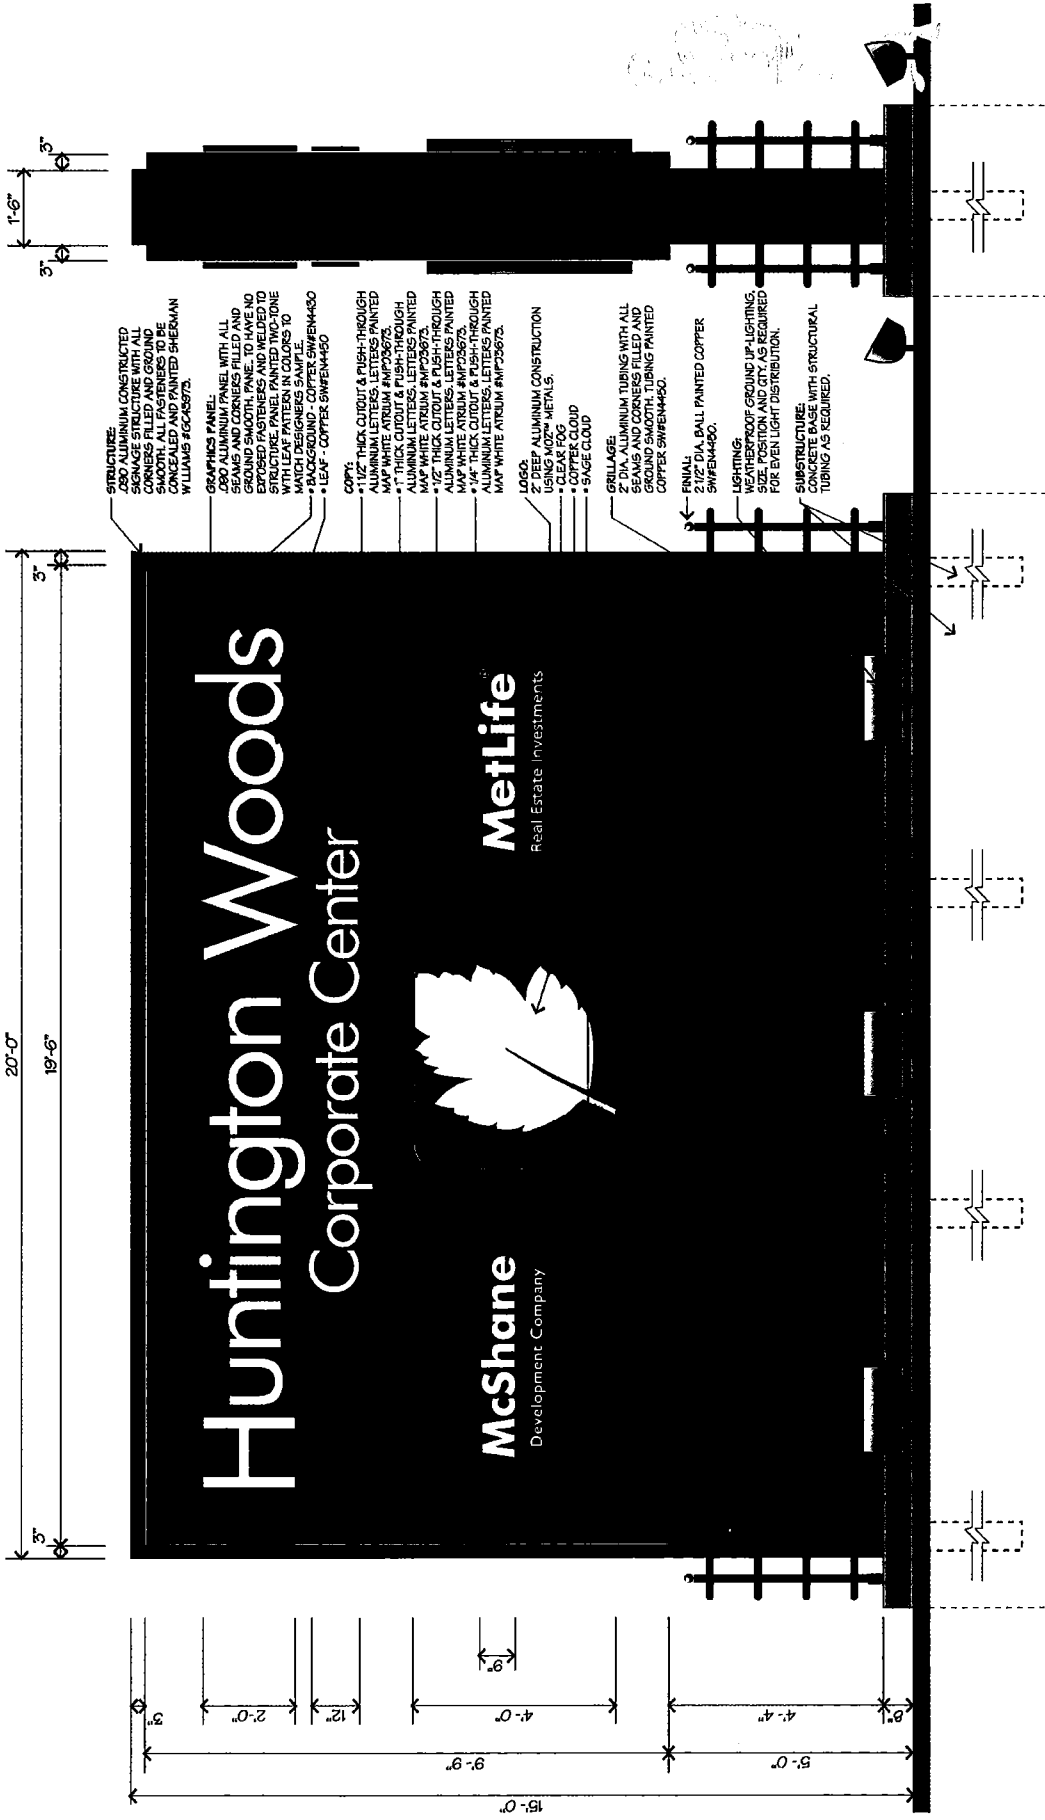 20'-0"
19'-6"
3"
3"
1'-6"
3"
3"
Huntington Woods
Corporate Center
McShane
Development Company
MetLife
Real Estate Investments
15'-0"
9'-9"
5'-0"
3"
2'-0"
12"
4'-0"
9"
4'-4"
8"
STRUCTURE:
.090 ALUMINUM CONSTRUCTED
SIGNAGE STRUCTURE WITH ALL
CORNERS FILLED AND GROUND
SMOOTH. ALL FASTENERS TO BE
CONCEALED AND PAINTED SHERMAN
WILLIAMS
GRAPHICS PANEL:
.090 ALUMINUM PANEL WITH ALL
SEAMS AND CORNERS FILLED AND
GROUND SMOOTH. PANEL TO HAVE NO
EXPOSED FASTENERS AND WELDED TO
STRUCTURE. PANEL PAINTED TWO-TONE
WITH LEAF PATTERN IN COLORS TO
MATCH DESIGNERS SAMPLE.
• BACKGROUND - COPPER SW#EN4430
• LEAF - COPPER SW#EN4450
COPY:
• 1 1/2" THICK CUTOUT & PUSH-THROUGH
ALUMINUM LETTERS. LETTERS PAINTED
MAP WHITE ATRIUM #MP23673.
• 1" THICK CUTOUT & PUSH-THROUGH
ALUMINUM LETTERS. LETTERS PAINTED
MAP WHITE ATRIUM #MP23673.
• 1/2" THICK CUTOUT & PUSH-THROUGH
ALUMINUM LETTERS. LETTERS PAINTED
MAP WHITE ATRIUM #MP23673.
• 1/4" THICK CUTOUT & PUSH-THROUGH
ALUMINUM LETTERS. LETTERS PAINTED
MAP WHITE ATRIUM #MP23673.
LOGO:
2" DEEP ALUMINUM CONSTRUCTION
USING MOZ™ METALS.
• CLEAR FOG
• COPPER CLOUD
• SAGE CLOUD
GRILLAGE:
2" DIA. ALUMINUM TUBING WITH ALL
SEAMS AND CORNERS FILLED AND
GROUND SMOOTH. TUBING PAINTED
COPPER SW#EN4450.
FINIAL:
2 1/2" DIA. BALL PAINTED COPPER
SW#EN4450.
LIGHTING:
WEATHERPROOF GROUND UP-LIGHTING.
SIZE, POSITION AND QTY. AS REQUIRED
FOR EVEN LIGHT DISTRIBUTION.
SUBSTRUCTURE:
CONCRETE BASE WITH STRUCTURAL
TUBING AS REQUIRED.